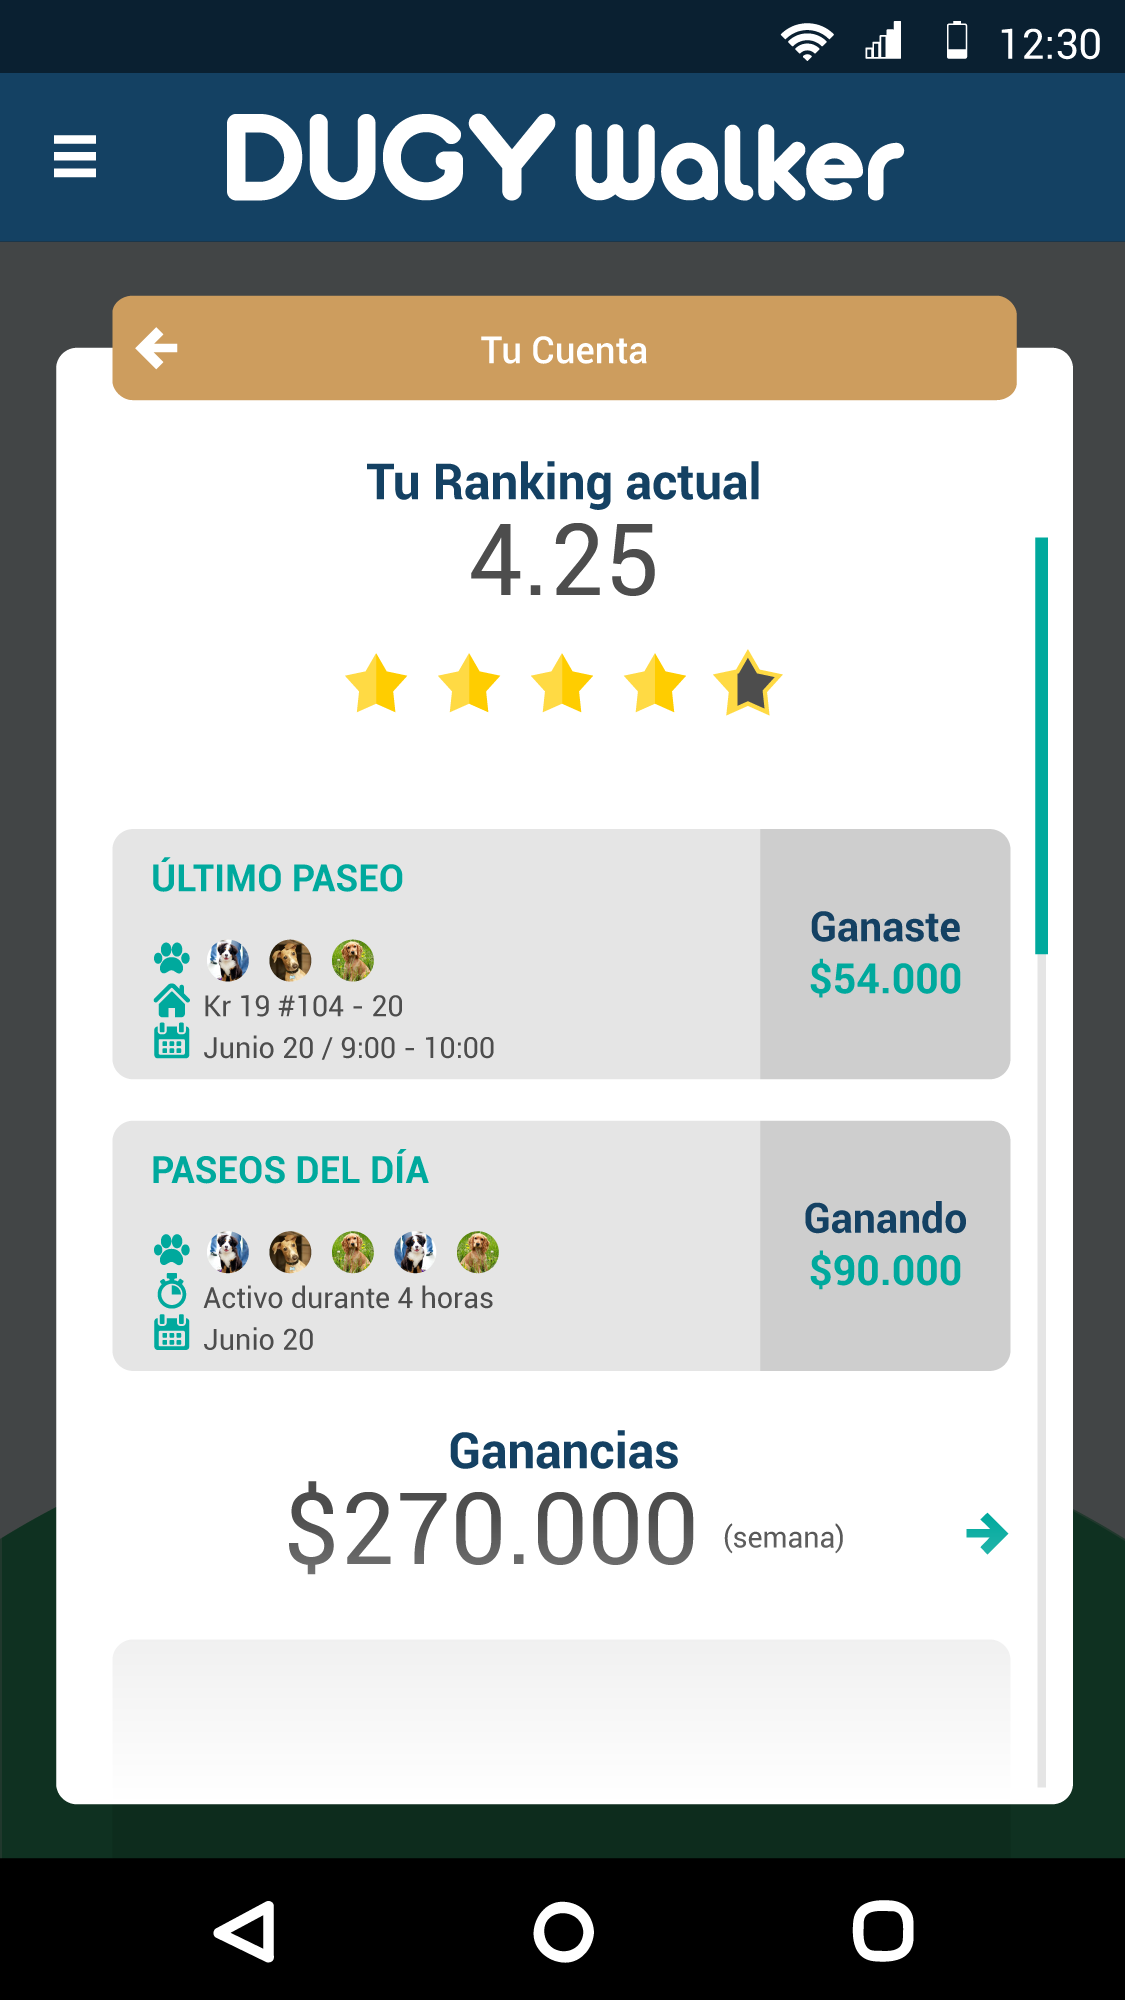 12:30
DUGY Walker
Tu Cuenta
Tu Ranking actual
4.25
ÚLTIMO PASEO
Kr 19 #104 - 20
Junio 20 / 9:00 - 10:00
Ganaste
$54.000
PASEOS DEL DÍA
Activo durante 4 horas
Junio 20
Ganando
$90.000
Ganancias
$270.000 (semana)